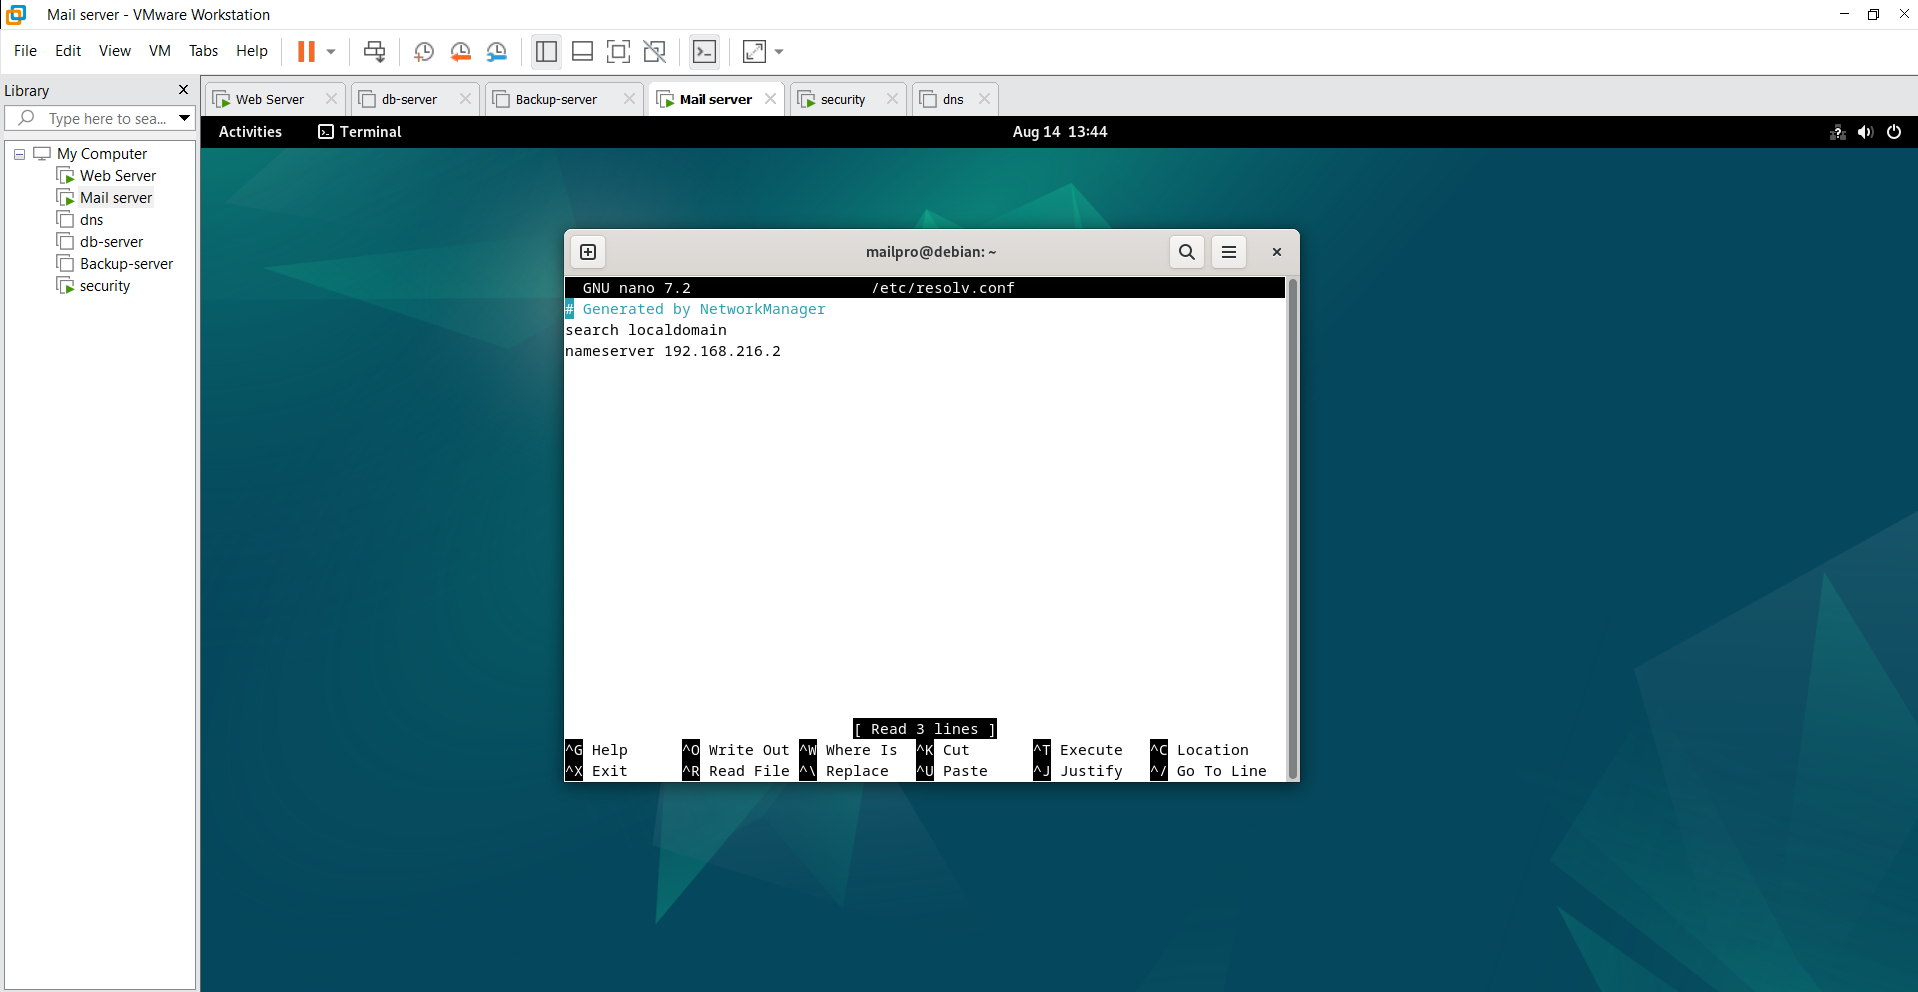 Mail server - VMware Workstation
File Edit View VM Tabs Help
Library
Type here to sea...
My Computer
Web Server
Mail server
dns
db-server
Backup-server
security
Web Server db-server Backup-server Mail server security dns
Activities Terminal Aug 14 13:44
mailpro@debian: ~
GNU nano 7.2 /etc/resolv.conf
# Generated by NetworkManager
search localdomain
nameserver 192.168.216.2
[ Read 3 lines ]
^G Help ^O Write Out ^W Where Is ^K Cut ^T Execute ^C Location
^X Exit ^R Read File ^\ Replace ^U Paste ^J Justify ^/ Go To Line